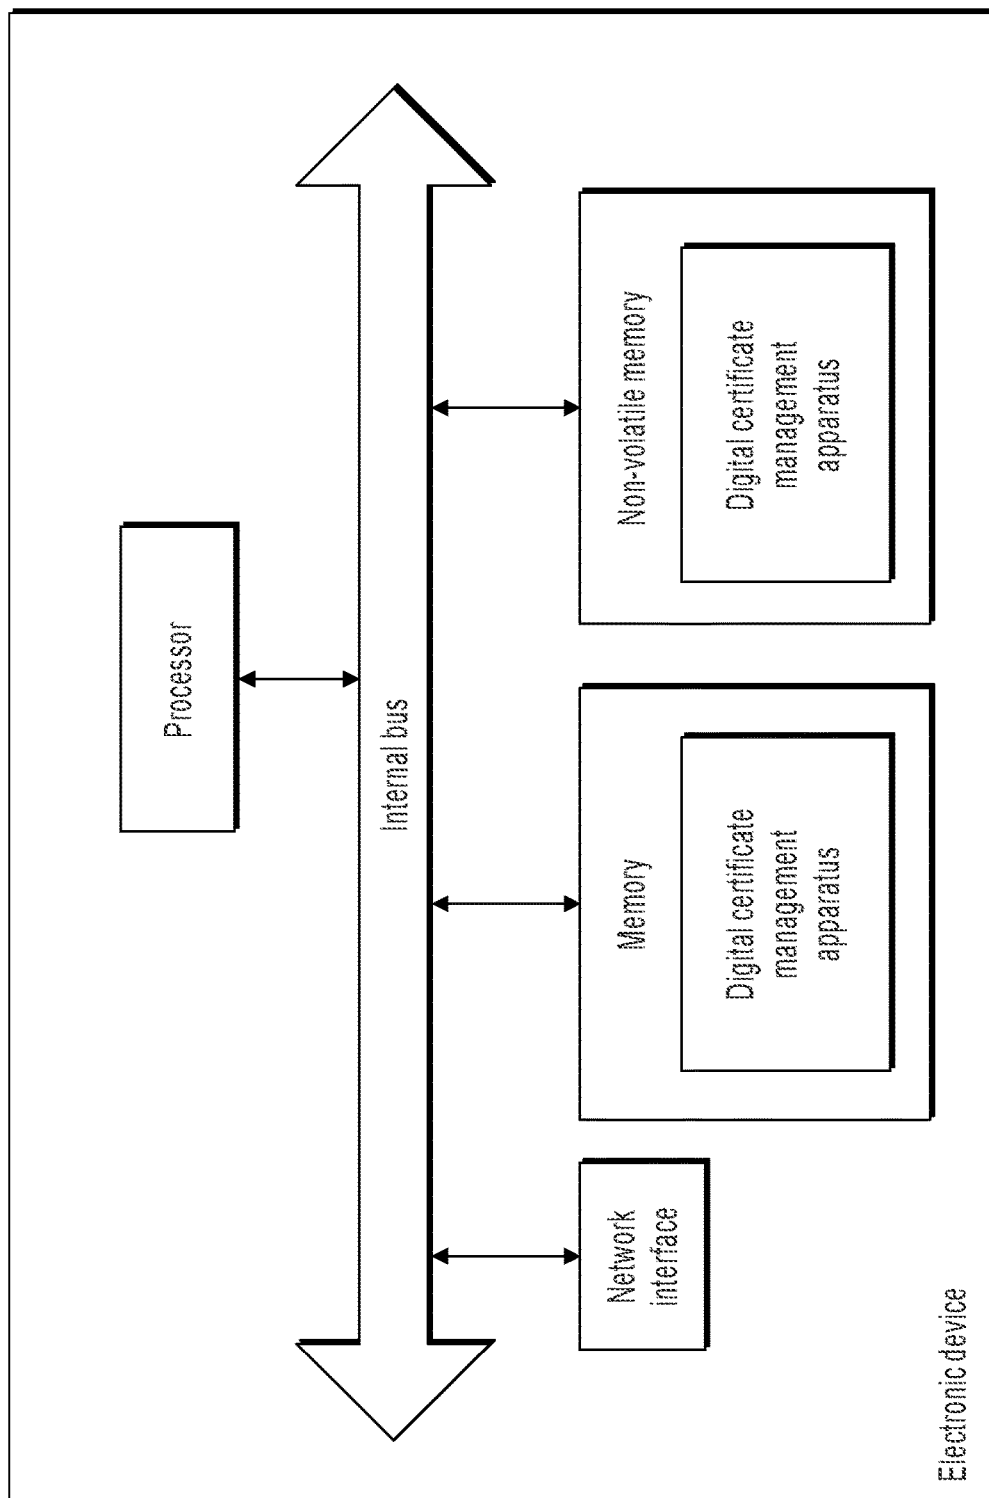 Processor
Internal bus
Network
interface
Memory
Digital certificate
management
apparatus
Non-volatile memory
Digital certificate
management
apparatus
Electronic device